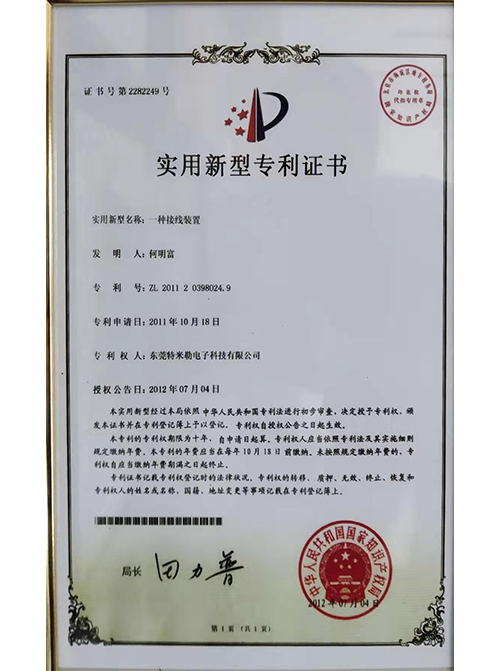 证书号第2282249号
实用新型专利证书
实用新型名称：一种接线装置
发明人：何明富
专利号：ZL 2011 2 0398024.9
专利申请日：2011年10月18日
专利权人：东莞特米勒电子科技有限公司
授权公告日：2012年07月04日
本实用新型经过本局依照中华人民共和国专利法进行初步审查，决定授予专利权，颁
发本证书并在专利登记簿上予以登记。专利权自授权公告之日起生效。
本专利的专利权期限为十年，自申请日起算。专利权人应当依照专利法及其实施细则
规定缴纳年费。本专利的年费应当在每年10月18日前缴纳。未按照规定缴纳年费的，专
利权自应当缴纳年费期满之日起终止。
专利证书记载专利权登记时的法律状况。专利权的转移、质押、无效、终止、恢复和
专利权人的姓名或名称、国籍、地址变更等事项记载在专利登记簿上。
局长 田力普
中华人民共和国国家知识产权局
2012年07月04日
第1页（共1页）